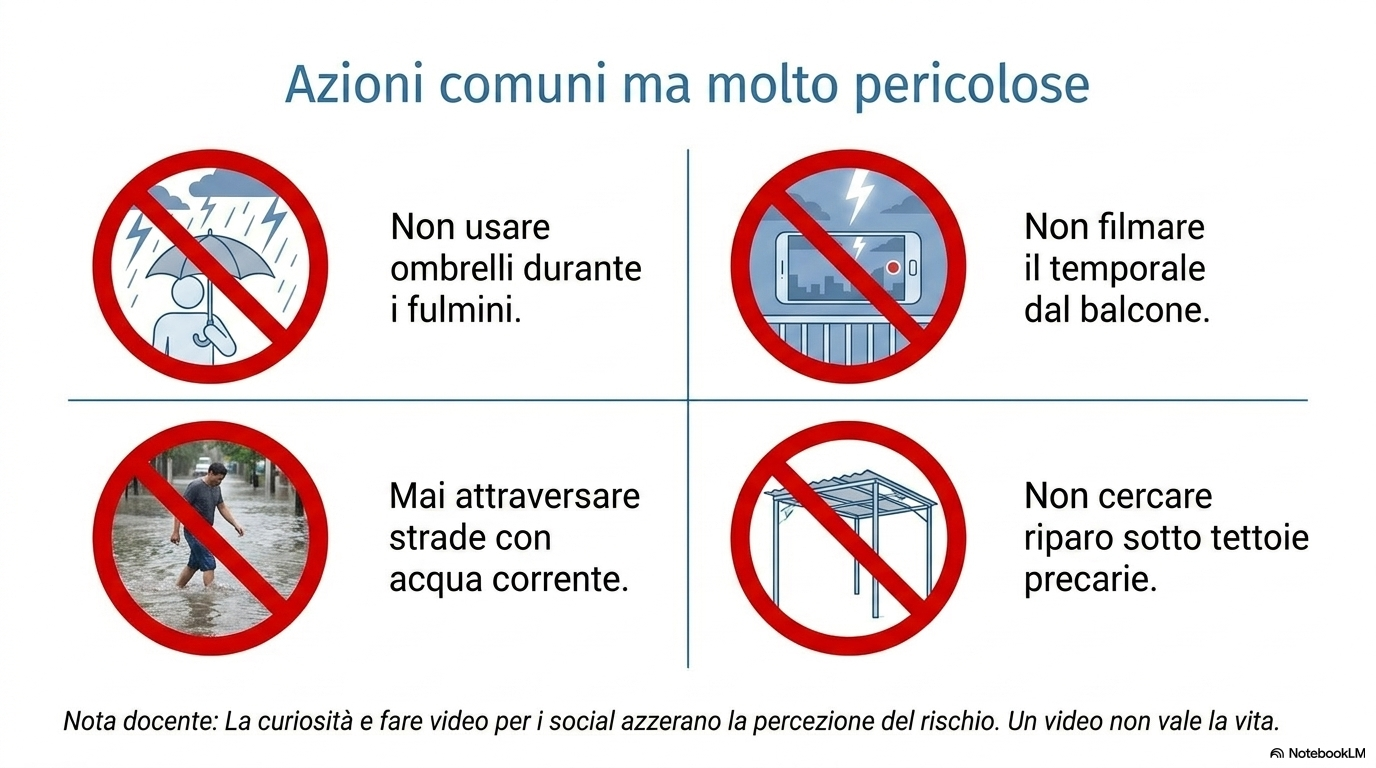 Azioni comuni ma molto pericolose
Non usare
ombrelli durante
i fulmini.
Non filmare
il temporale
dal balcone.
Mai attraversare
strade con
acqua corrente.
Non cercare
riparo sotto tettoie
precarie.
Nota docente: La curiosità e fare video per i social azzerano la percezione del rischio. Un video non vale la vita.
NotebookLM